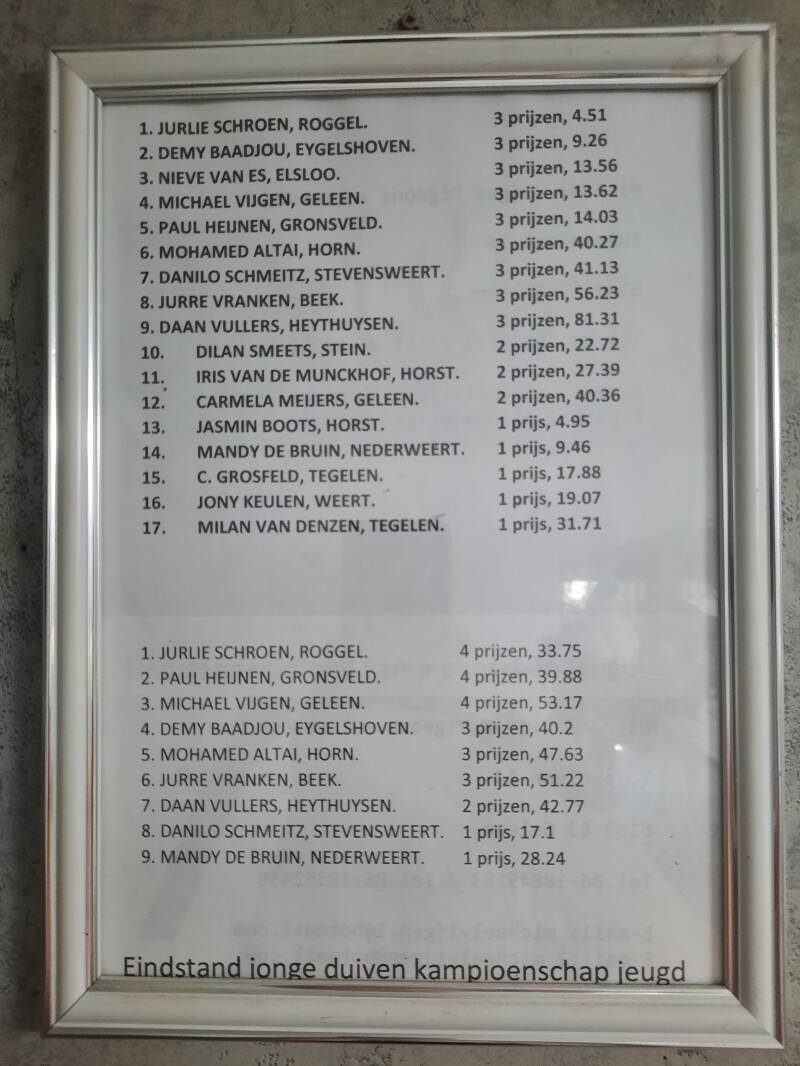 1. JURLIE SCHROEN, ROGGEL. 3 prijzen, 4.51
2. DEMY BAADJOU, EYGELSHOVEN. 3 prijzen, 9.26
3. NIEVE VAN ES, ELSLOO. 3 prijzen, 13.56
4. MICHAEL VIJGEN, GELEEN. 3 prijzen, 13.62
5. PAUL HEIJNEN, GRONSVELD. 3 prijzen, 14.03
6. MOHAMED ALTAI, HORN. 3 prijzen, 40.27
7. DANILO SCHMEITZ, STEVENSWEERT. 3 prijzen, 41.13
8. JURRE VRANKEN, BEEK. 3 prijzen, 56.23
9. DAAN VULLERS, HEYTHUYSEN. 3 prijzen, 81.31
10. DILAN SMEETS, STEIN. 2 prijzen, 22.72
11. IRIS VAN DE MUNCKHOF, HORST. 2 prijzen, 27.39
12. CARMELA MEIJERS, GELEEN. 2 prijzen, 40.36
13. JASMIN BOOTS, HORST. 1 prijs, 4.95
14. MANDY DE BRUIN, NEDERWEERT. 1 prijs, 9.46
15. C. GROSFELD, TEGELEN. 1 prijs, 17.88
16. JONY KEULEN, WEERT. 1 prijs, 19.07
17. MILAN VAN DENZEN, TEGELEN. 1 prijs, 31.71
1. JURLIE SCHROEN, ROGGEL. 4 prijzen, 33.75
2. PAUL HEIJNEN, GRONSVELD. 4 prijzen, 39.88
3. MICHAEL VIJGEN, GELEEN. 4 prijzen, 53.17
4. DEMY BAADJOU, EYGELSHOVEN. 3 prijzen, 40.2
5. MOHAMED ALTAI, HORN. 3 prijzen, 47.63
6. JURRE VRANKEN, BEEK. 3 prijzen, 51.22
7. DAAN VULLERS, HEYTHUYSEN. 2 prijzen, 42.77
8. DANILO SCHMEITZ, STEVENSWEERT. 1 prijs, 17.1
9. MANDY DE BRUIN, NEDERWEERT. 1 prijs, 28.24
Eindstand jonge duiven kampioenschap jeugd